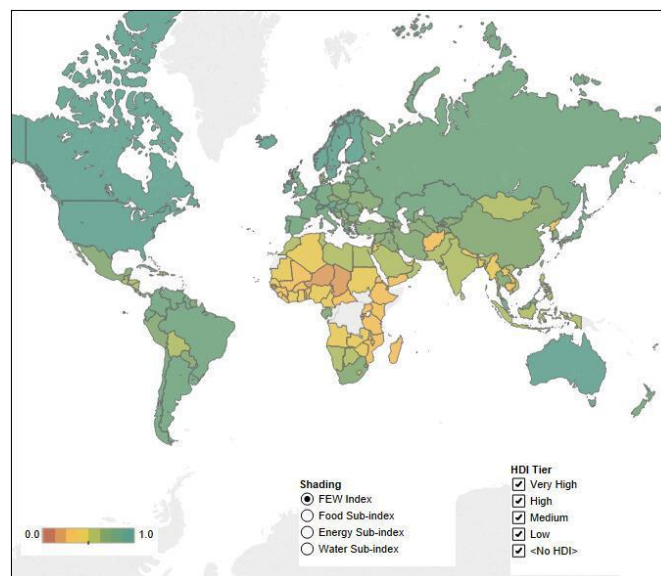 Shading
FEW Index
Food Sub-index
Energy Sub-index
Water Sub-index
HDI Tier
Very High
High
Medium
Low
<No HDI>
0.0 1.0